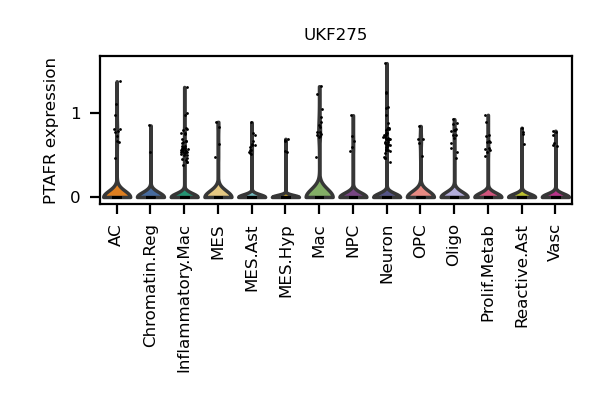 UKF275
PTAFR expression
1
0
AC
Chromatin.Reg
Inflammatory.Mac
MES
MES.Ast
MES.Hyp
Mac
NPC
Neuron
OPC
Oligo
Prolif.Metab
Reactive.Ast
Vasc